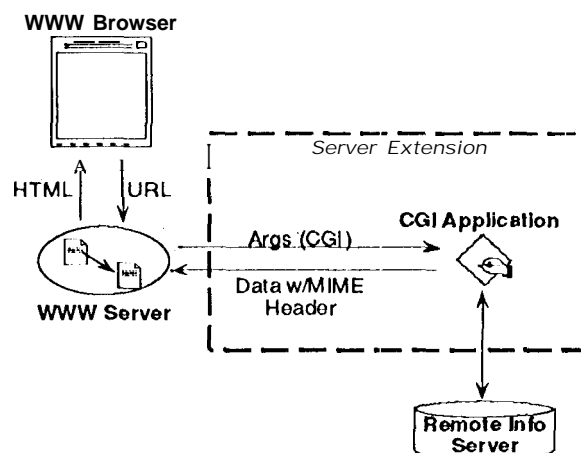 WWW Browser
Server Extension
HTML
URL
CGI Application
Args (CGI)
Data w/MIME
Header
WWW Server
Remote Info
Server